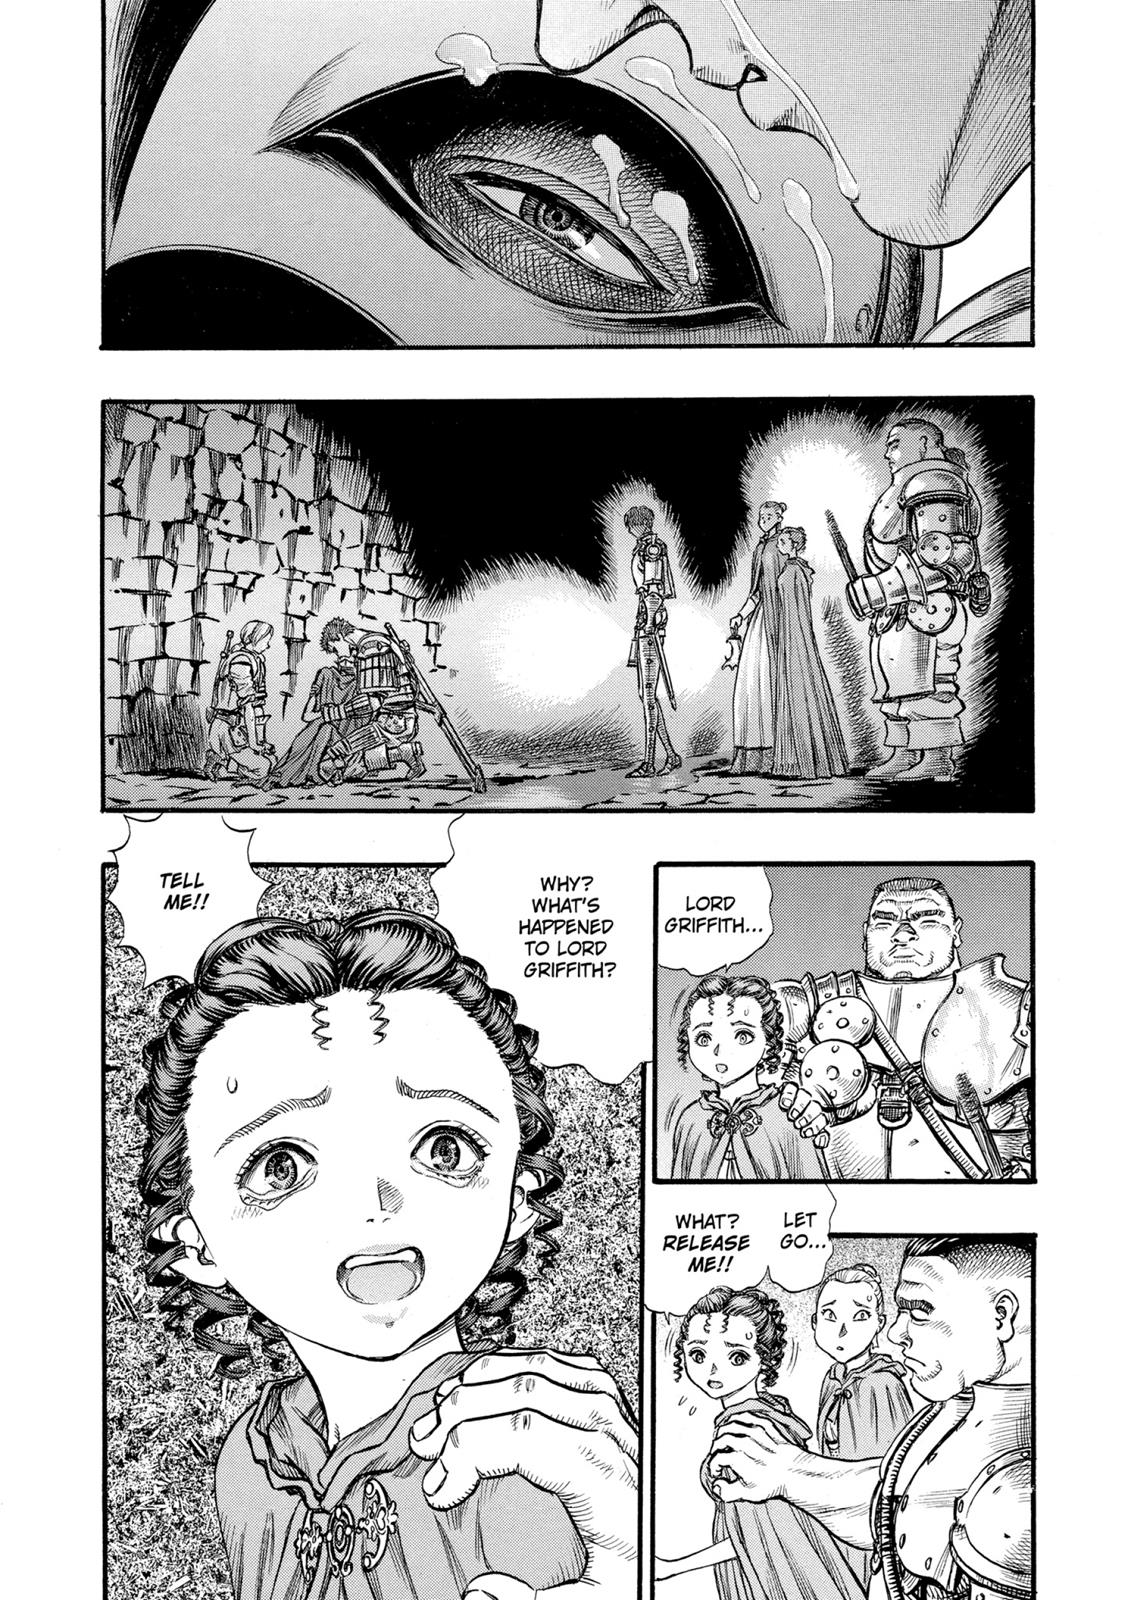 LORD
GRIFFITH...
LET
GO...
WHAT?
RELEASE
ME!!
WHY?
WHAT'S
HAPPENED
TO LORD
GRIFFITH?
TELL
ME!!